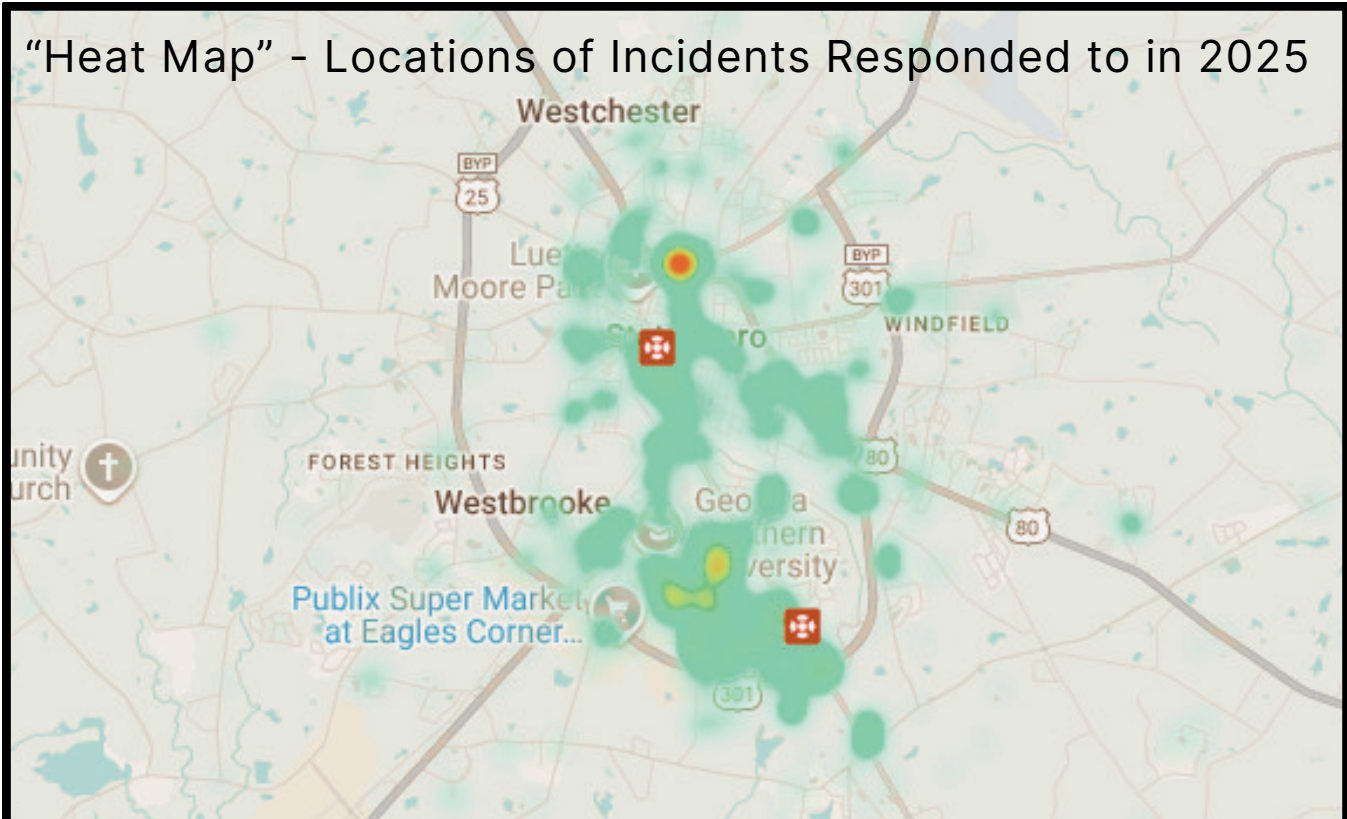 “Heat Map” - Locations of Incidents Responded to in 2025
Westchester
BYP
25
Moore
BYP
301
WINDFIELD
FOREST HEIGHTS
80
Westbrooke
80
Publix Super Market
at Eagles Corner...
301